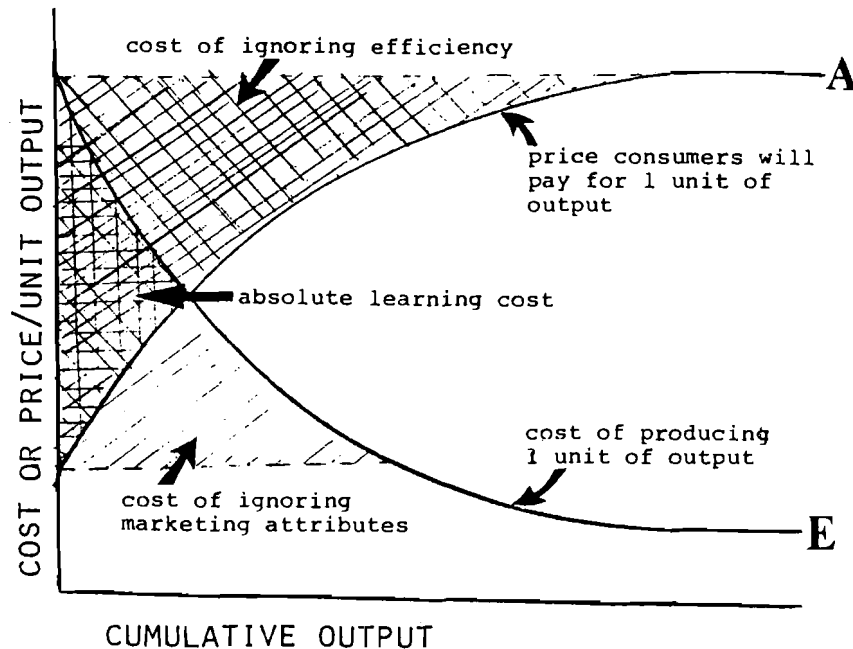 cost of ignoring efficiency
A
price consumers will
pay for 1 unit of
output
COST OR PRICE/UNIT OUTPUT
absolute learning cost
cost of producing
1 unit of output
cost of ignoring
marketing attributes
E
CUMULATIVE OUTPUT